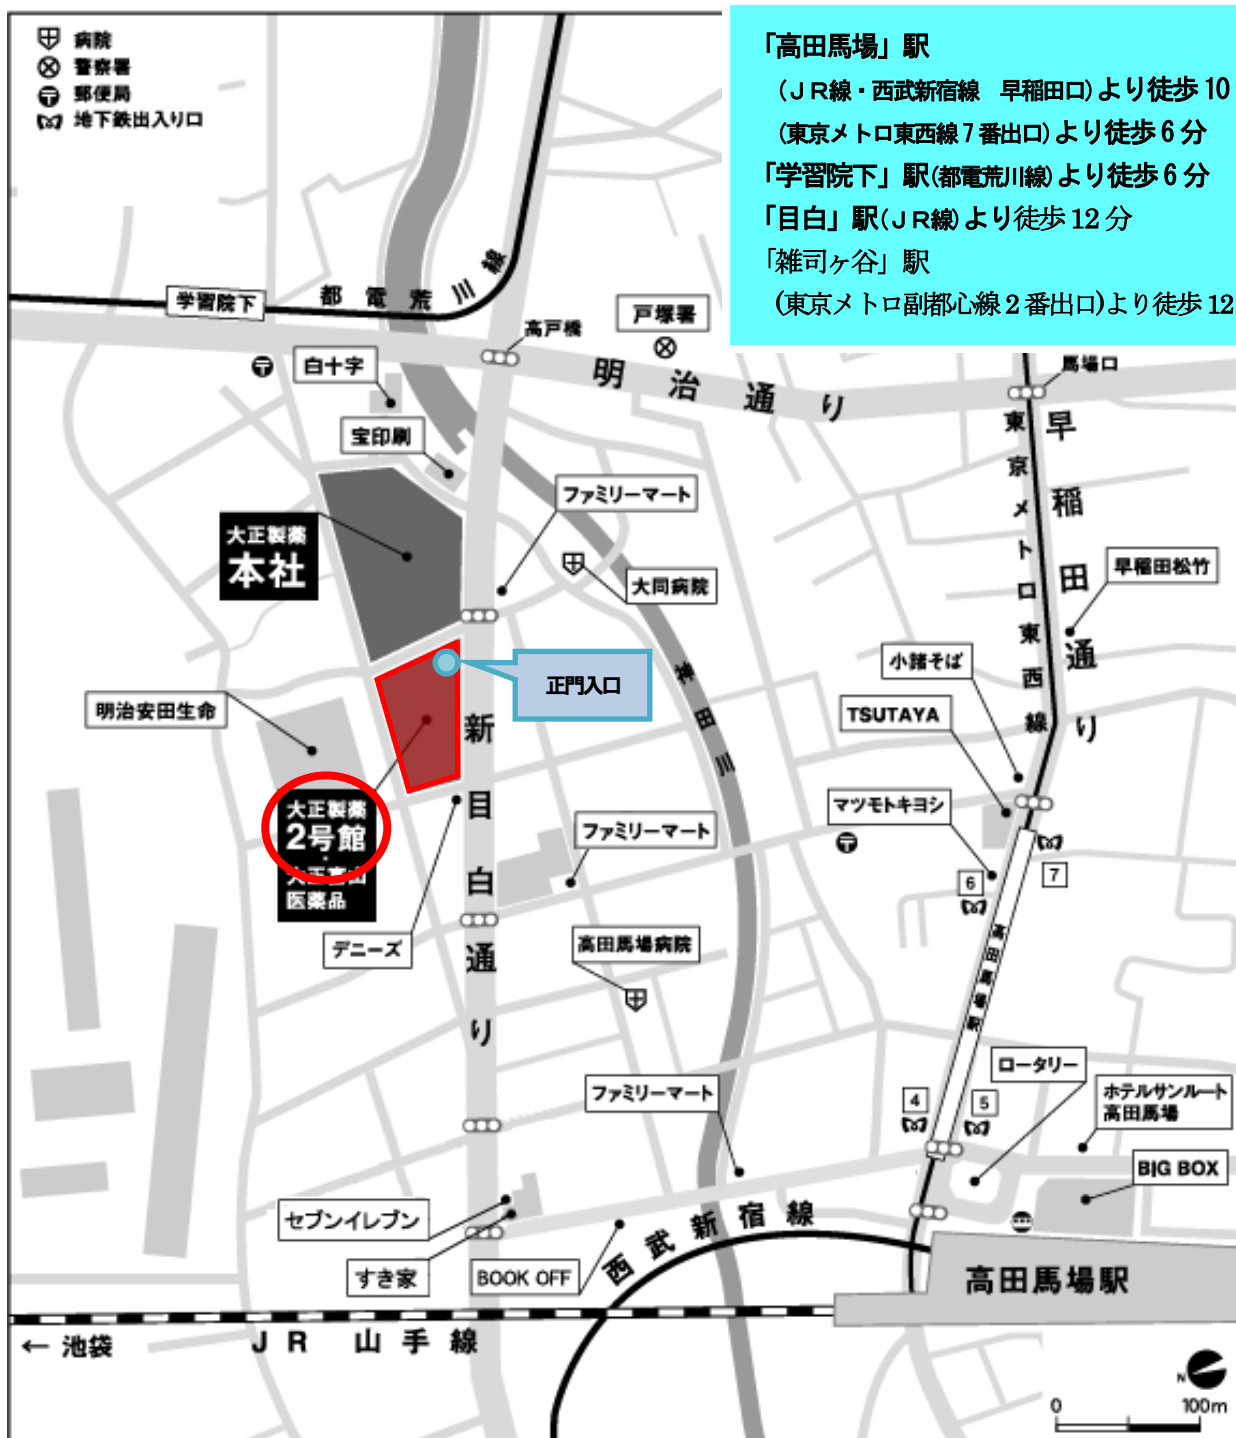 病院
警察署
郵便局
地下鉄出入り口
「高田馬場」駅
(ＪＲ線・西武新宿線　早稲田口)より徒歩10
(東京メトロ東西線7番出口)より徒歩6分
「学習院下」駅(都電荒川線)より徒歩6分
「目白」駅(ＪＲ線)より徒歩12分
「雑司ヶ谷」駅
(東京メトロ副都心線2番出口)より徒歩12
都電荒川線
学習院下
戸塚署
高戸橋
馬場口
白十字
明治通り
宝印刷
早稲田通り
東京メトロ東西線
ファミリーマート
大正製薬
本社
大同病院
早稲田松竹
小諸そば
正門入口
神田川
明治安田生命
TSUTAYA
新目白通り
大正製薬
2号館
・
大正富山
医薬品
マツモトキヨシ
ファミリーマート
6
7
デニーズ
高田馬場病院
高田馬場駅
ロータリー
ファミリーマート
4
5
ホテルサンルート
高田馬場
BIG BOX
セブンイレブン
西武新宿線
すき家
BOOK OFF
高田馬場駅
← 池袋
ＪＲ 山手線
N
0
100m